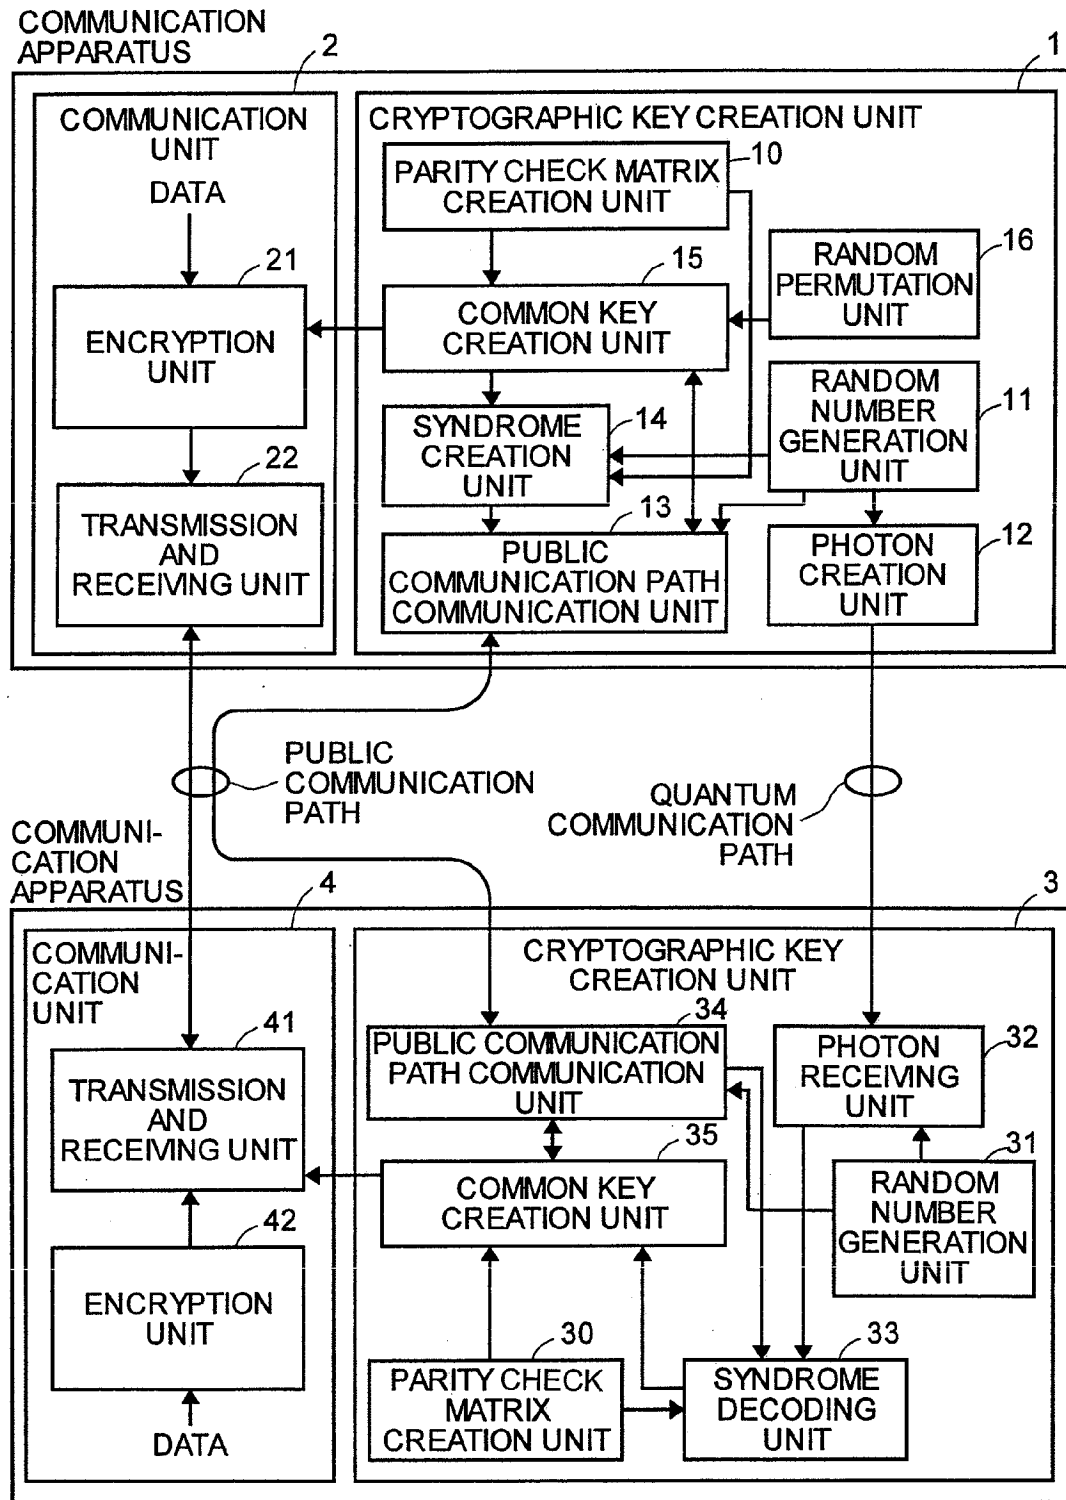 COMMUNICATION
APPARATUS
2
1
COMMUNICATION
UNIT
DATA
21
ENCRYPTION
UNIT
22
TRANSMISSION
AND
RECEIVING UNIT
CRYPTOGRAPHIC KEY CREATION UNIT
10
PARITY CHECK MATRIX
CREATION UNIT
15
COMMON KEY
CREATION UNIT
16
RANDOM
PERMUTATION
UNIT
14
SYNDROME
CREATION
UNIT
11
RANDOM
NUMBER
GENERATION
UNIT
13
PUBLIC
COMMUNICATION PATH
COMMUNICATION UNIT
12
PHOTON
CREATION
UNIT
PUBLIC
COMMUNICATION
PATH
QUANTUM
COMMUNICATION
PATH
COMMUNI-
CATION
APPARATUS
4
3
COMMUNI-
CATION
UNIT
41
TRANSMISSION
AND
RECEIVING UNIT
42
ENCRYPTION
UNIT
DATA
CRYPTOGRAPHIC KEY
CREATION UNIT
34
PUBLIC COMMUNICATION
PATH COMMUNICATION
UNIT
32
PHOTON
RECEIVING
UNIT
35
COMMON KEY
CREATION UNIT
31
RANDOM
NUMBER
GENERATION
UNIT
30
PARITY CHECK
MATRIX
CREATION UNIT
33
SYNDROME
DECODING
UNIT